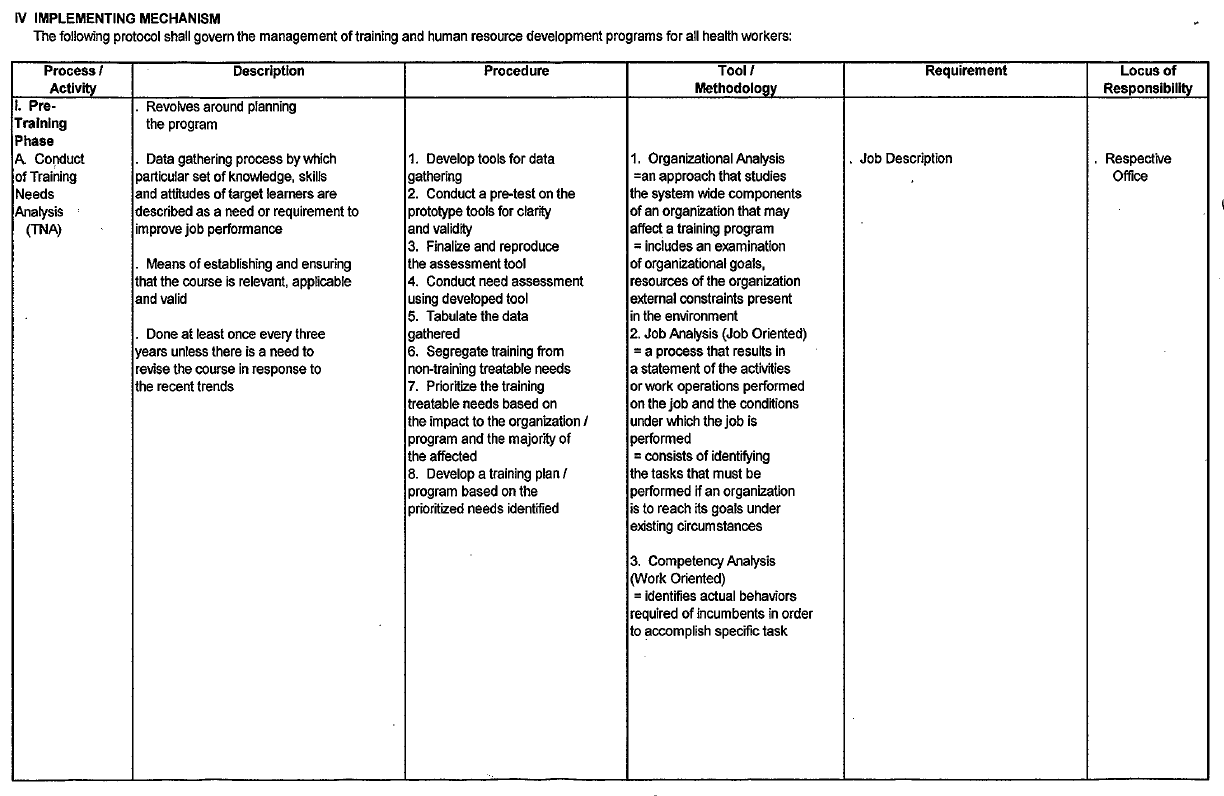 IV IMPLEMENTING MECHANISM
The following protocol shall govern the management of training and human resource development programs for all health workers:
Process / Activity
Description
Procedure
Tool / Methodology
Requirement
Locus of Responsibility
I. Pre-
Training
Phase
. Revolves around planning
the program
A. Conduct
of Training
Needs
Analysis
(TNA)
. Data gathering process by which
particular set of knowledge, skills
and attitudes of target learners are
described as a need or requirement to
improve job performance
. Means of establishing and ensuring
that the course is relevant, applicable
and valid
. Done at least once every three
years unless there is a need to
revise the course in response to
the recent trends
1. Develop tools for data
gathering
2. Conduct a pre-test on the
prototype tools for clarity
and validity
3. Finalize and reproduce
the assessment tool
4. Conduct need assessment
using developed tool
5. Tabulate the data
gathered
6. Segregate training from
non-training treatable needs
7. Prioritize the training
treatable needs based on
the impact to the organization /
program and the majority of
the affected
8. Develop a training plan /
program based on the
prioritized needs identified
1. Organizational Analysis
=an approach that studies
the system wide components
of an organization that may
affect a training program
= includes an examination
of organizational goals,
resources of the organization
external constraints present
in the environment
2. Job Analysis (Job Oriented)
= a process that results in
a statement of the activities
or work operations performed
on the job and the conditions
under which the job is
performed
= consists of identifying
the tasks that must be
performed if an organization
is to reach its goals under
existing circumstances
3. Competency Analysis
(Work Oriented)
= identifies actual behaviors
required of incumbents in order
to accomplish specific task
. Job Description
. Respective
Office